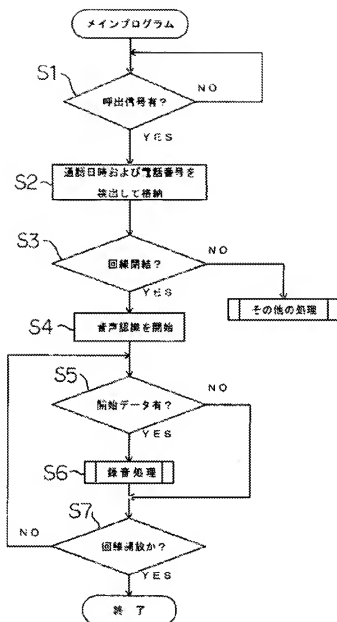 メインプログラム
S1
呼出信号有?
NO
YES
S2
通話日時および電話番号を
検出して格納
S3
回線閉結?
NO
YES
その他の処理
S4
音声認識を開始
S5
開始データ有?
NO
YES
S6
録音処理
S7
回線開放か?
NO
YES
終 了